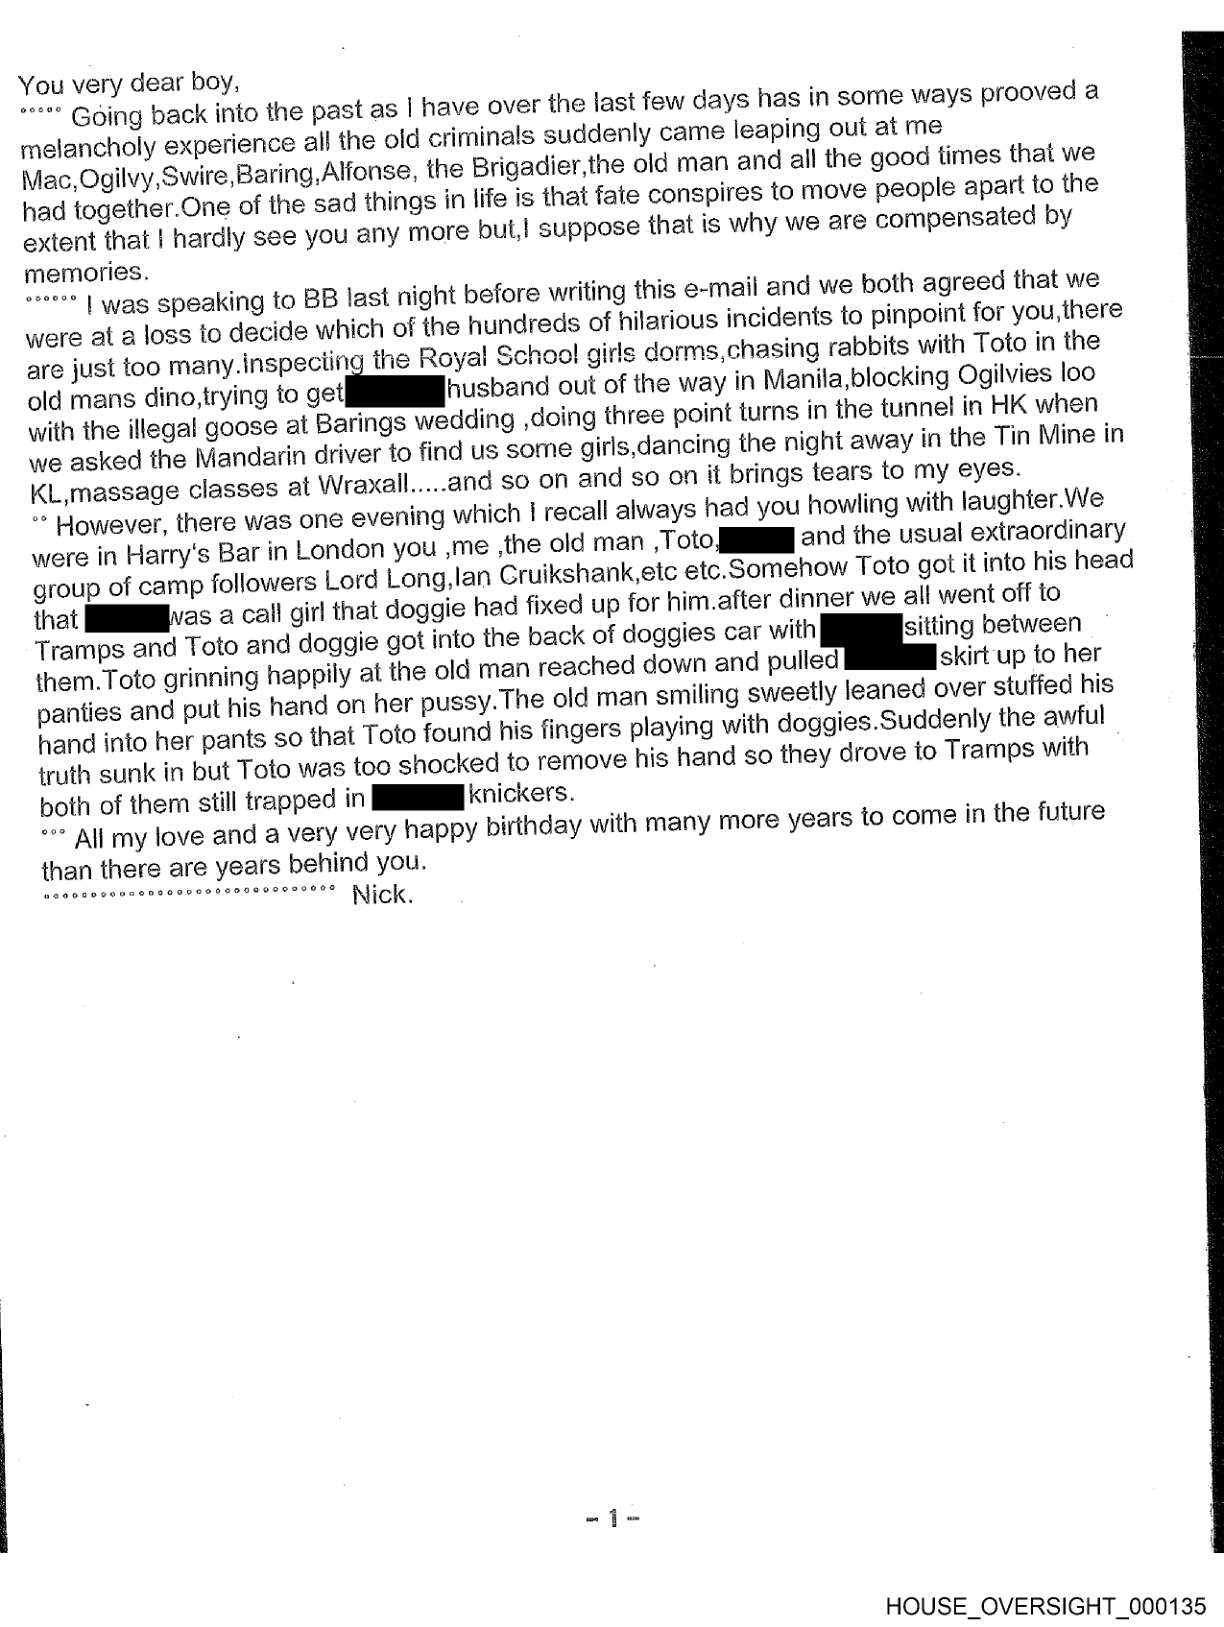 You very dear boy,
°°°°° Going back into the past as I have over the last few days has in some ways prooved a
melancholy experience all the old criminals suddenly came leaping out at me
Mac,Ogilvy,Swire,Baring,Alfonse, the Brigadier,the old man and all the good times that we
had together.One of the sad things in life is that fate conspires to move people apart to the
extent that I hardly see you any more but,I suppose that is why we are compensated by
memories.
°°°°°° I was speaking to BB last night before writing this e-mail and we both agreed that we
were at a loss to decide which of the hundreds of hilarious incidents to pinpoint for you,there
are just too many.Inspecting the Royal School girls dorms,chasing rabbits with Toto in the
old mans dino,trying to get husband out of the way in Manila,blocking Ogilvies loo
with the illegal goose at Barings wedding ,doing three point turns in the tunnel in HK when
we asked the Mandarin driver to find us some girls,dancing the night away in the Tin Mine in
KL,massage classes at Wraxall.....and so on and so on it brings tears to my eyes.
°° However, there was one evening which I recall always had you howling with laughter.We
were in Harry's Bar in London you ,me ,the old man ,Toto, and the usual extraordinary
group of camp followers Lord Long,Ian Cruikshank,etc etc.Somehow Toto got it into his head
that was a call girl that doggie had fixed up for him.after dinner we all went off to
Tramps and Toto and doggie got into the back of doggies car with sitting between
them.Toto grinning happily at the old man reached down and pulled skirt up to her
panties and put his hand on her pussy.The old man smiling sweetly leaned over stuffed his
hand into her pants so that Toto found his fingers playing with doggies.Suddenly the awful
truth sunk in but Toto was too shocked to remove his hand so they drove to Tramps with
both of them still trapped in knickers.
°°° All my love and a very very happy birthday with many more years to come in the future
than there are years behind you.
°°°°°°°°°°°°°°°°°°°°°°°°°°°°°°° Nick.
- 1 -
HOUSE_OVERSIGHT_000135